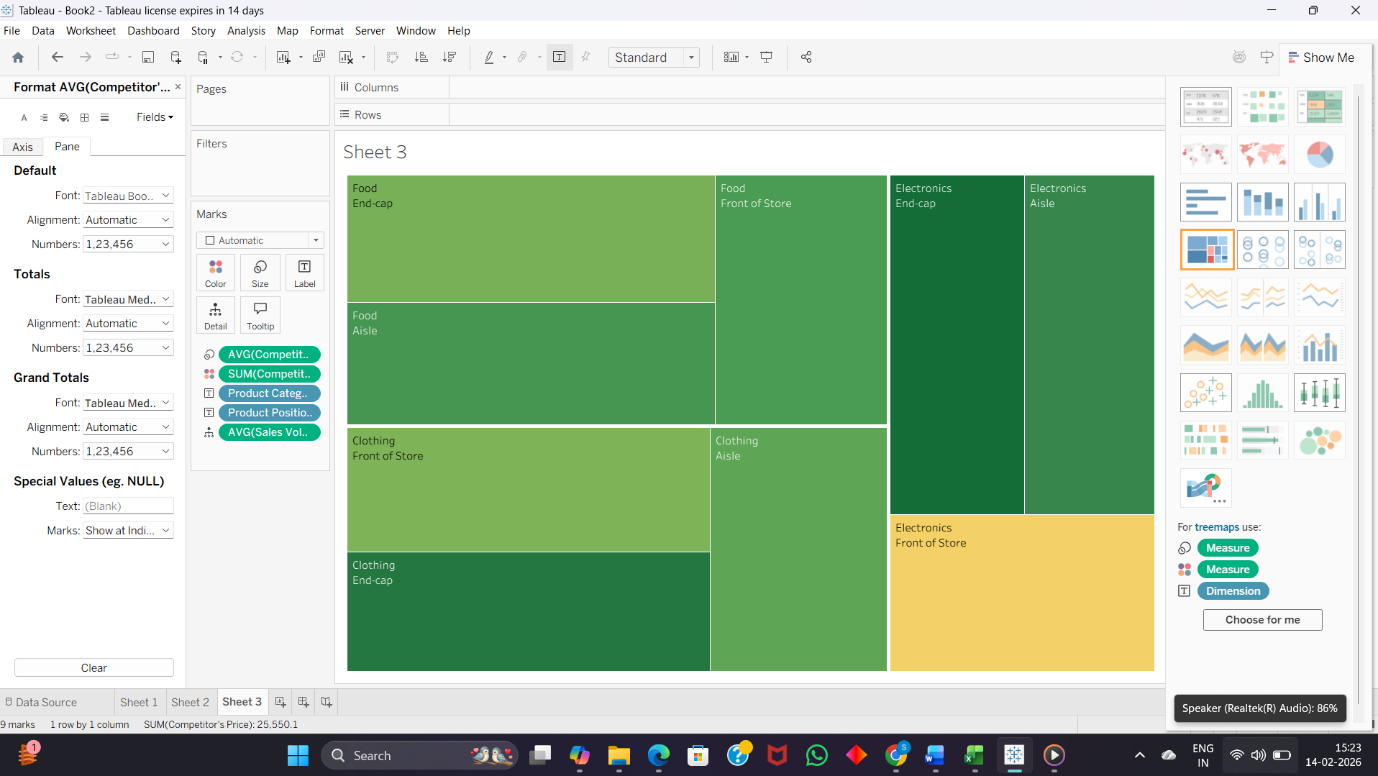 Tableau - Book2 - Tableau license expires in 14 days
File Data Worksheet Dashboard Story Analysis Map Format Server Window Help
Standard
Show Me
Format AVG(Competitor'...
Fields
Axis Pane
Default
Font: Tableau Boo..
Alignment: Automatic
Numbers: 1,23,456
Totals
Font: Tableau Med..
Alignment: Automatic
Numbers: 1,23,456
Grand Totals
Font: Tableau Med..
Alignment: Automatic
Numbers: 1,23,456
Special Values (eg. NULL)
Text: (Blank)
Marks: Show at Indi...
Clear
Pages
Filters
Marks
Automatic
Color Size Label
Detail Tooltip
AVG(Competit..
SUM(Competit..
Product Categ..
Product Positio..
AVG(Sales Vol..
Columns
Rows
Sheet 3
Food
End-cap
Food
Front of Store
Electronics
End-cap
Electronics
Aisle
Food
Aisle
Clothing
Front of Store
Clothing
Aisle
Clothing
End-cap
Electronics
Front of Store
For treemaps use:
Measure
Measure
Dimension
Choose for me
Speaker (Realtek(R) Audio): 86%
Data Source Sheet 1 Sheet 2 Sheet 3
9 marks 1 row by 1 column SUM(Competitor's Price): 25,550.1
1
Search
ENG
IN
15:23
14-02-2026